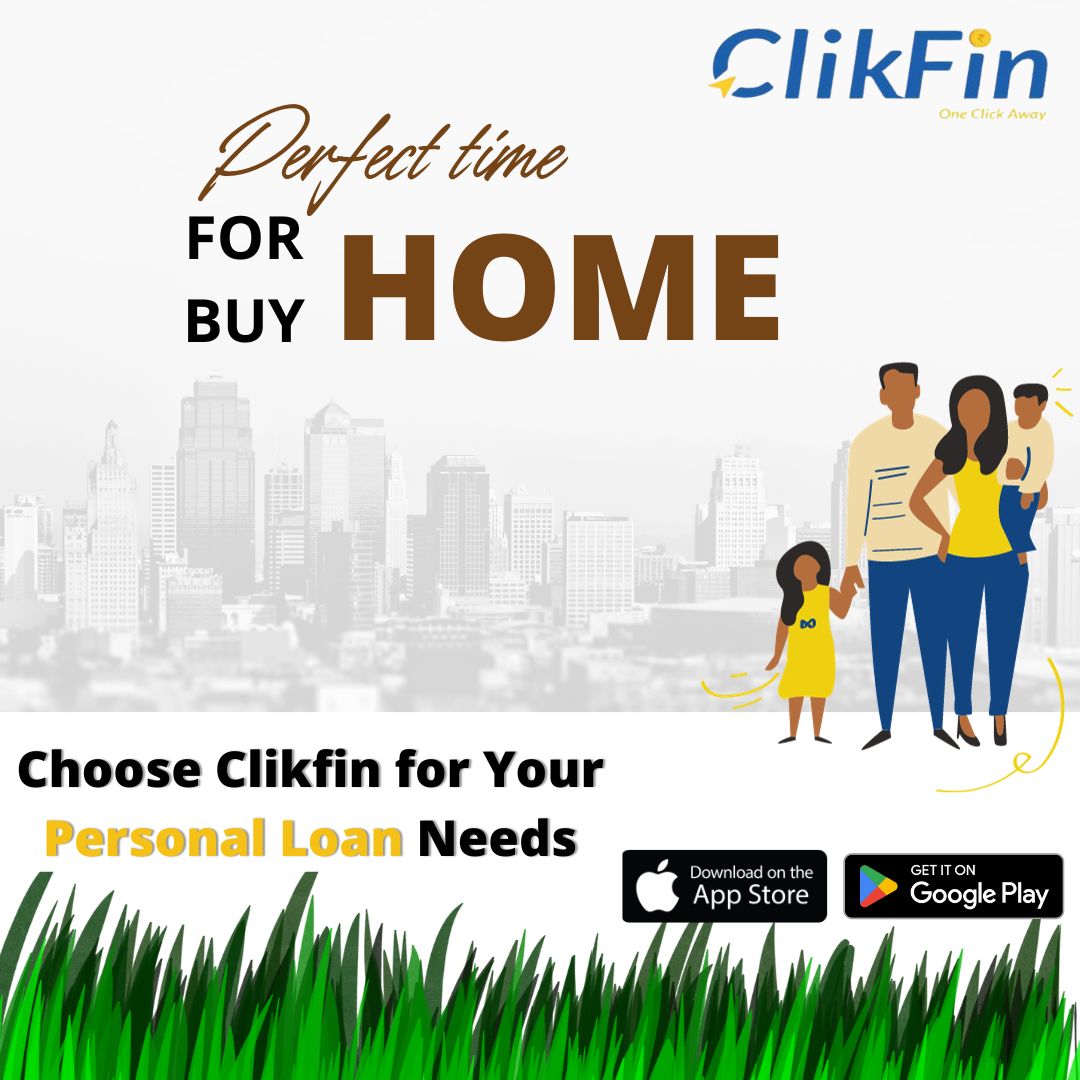 ClikFin
One Click Away
Perfect time
FOR
BUY
HOME
Choose Clikfin for Your
Personal Loan Needs
Download on the
App Store
GET IT ON
Google Play